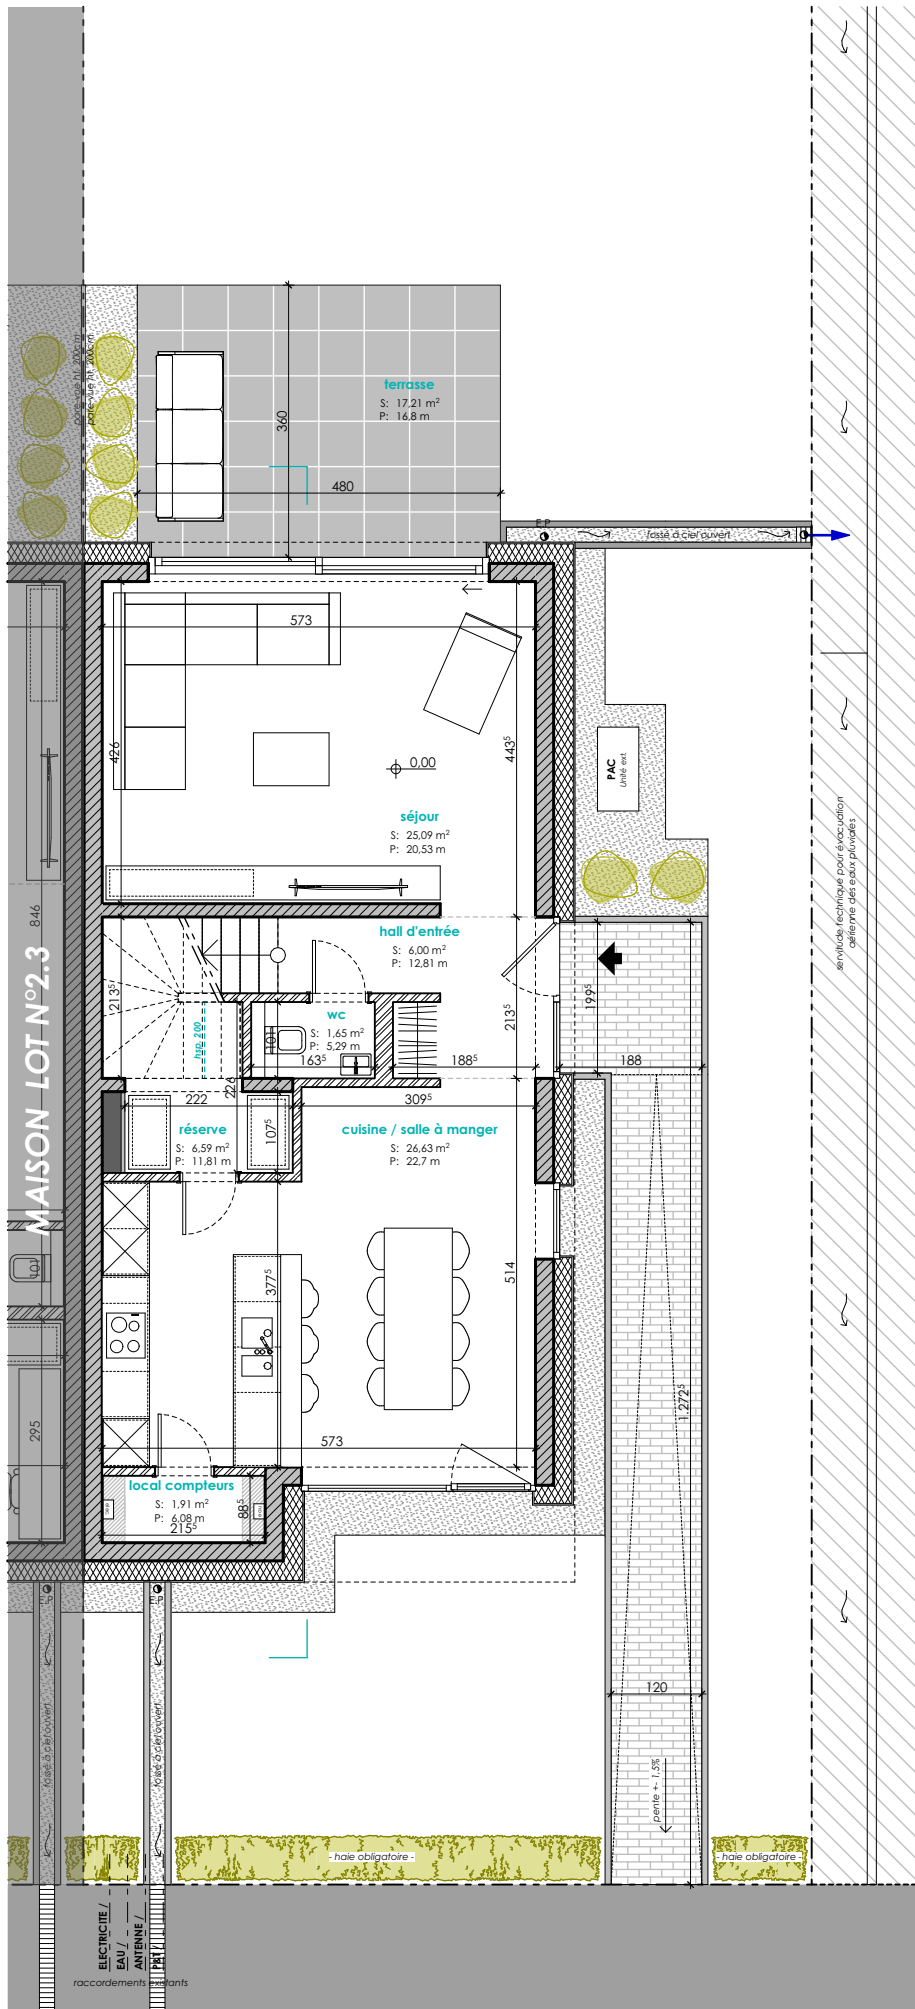 pare-vue ht. 200cm
pare-vue ht. 200cm
terrasse
S: 17,21 m²
P: 16,8 m
360
480
E.P
fossé à ciel ouvert
573
426
443⁵
0,00
PAC
Unité ext.
séjour
S: 25,09 m²
P: 20,53 m
servitude technique pour évacuation
aérienne des eaux pluviales
846
MAISON LOT N°2.3
hall d'entrée
S: 6,00 m²
P: 12,81 m
213⁵
213⁵
199⁵
wc
S: 1,65 m²
P: 5,29 m
101
163⁵
188⁵
188
hsp. 200
226
222
309⁵
réserve
S: 6,59 m²
P: 11,81 m
107⁵
cuisine / salle à manger
S: 26,63 m²
P: 22,7 m
101
377⁵
514
1.272⁵
295
573
local compteurs
S: 1,91 m²
P: 6,08 m
88⁵
215⁵
E.P
E.P
fossé à ciel ouvert
fossé à ciel ouvert
120
pente +- 1,5%
- haie obligatoire -
- haie obligatoire -
ELECTRICITE /
EAU /
ANTENNE /
P&T /
raccordements existants